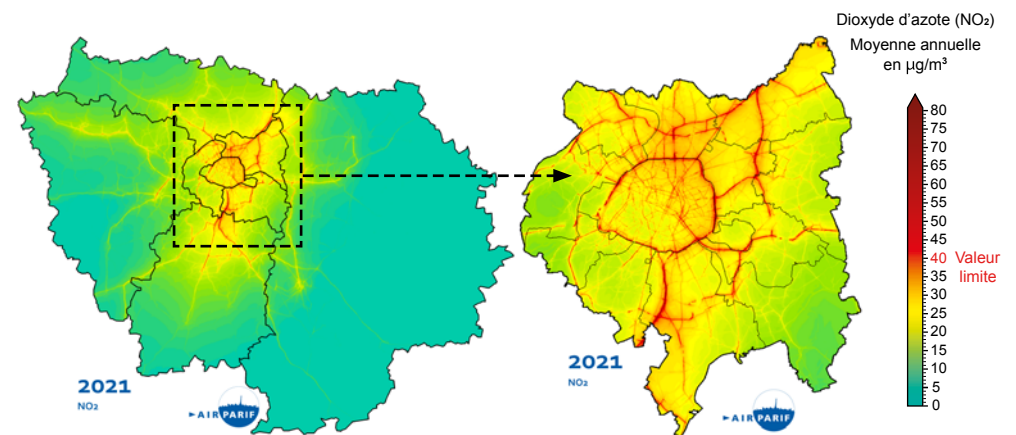 Dioxyde d'azote (NO₂)
Moyenne annuelle
en µg/m³
80
75
70
65
60
55
50
45
40 Valeur
limite
35
30
25
20
15
10
5
0
2021
NO₂
AIRPARIF
2021
NO₂
AIRPARIF